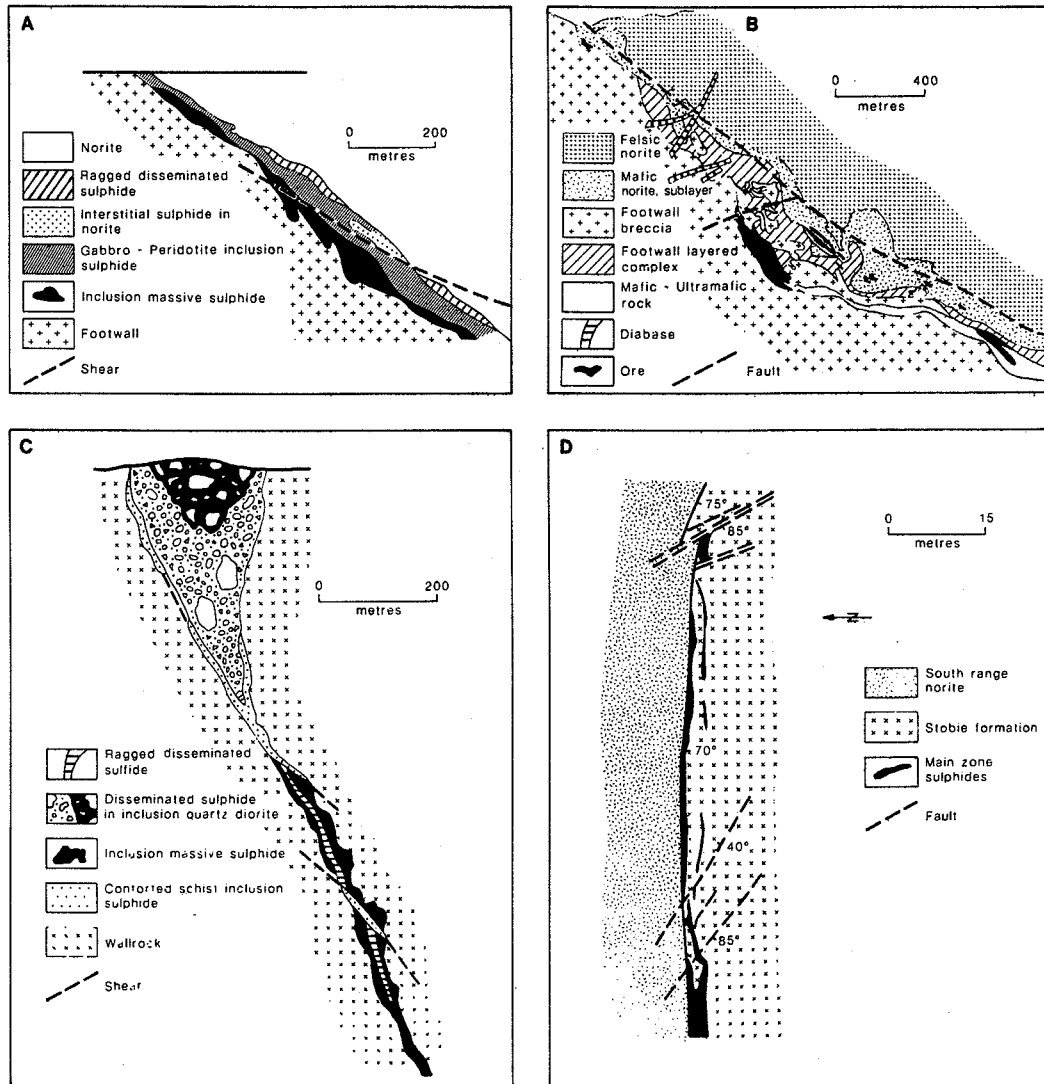 A
0 200
metres
Norite
Ragged disseminated
sulphide
Interstitial sulphide in
norite
Gabbro - Peridotite inclusion
sulphide
Inclusion massive sulphide
Footwall
Shear
B
0 400
metres
Felsic
norite
Mafic
norite, sublayer
Footwall
breccia
Footwall layered
complex
Mafic - Ultramafic
rock
Diabase
Ore
Fault
C
0 200
metres
Ragged disseminated
sulfide
Disseminated sulphide
in inclusion quartz diorite
Inclusion massive sulphide
Contorted schist inclusion
sulphide
Wallrock
Shear
D
75°
85°
0 15
metres
N
South range
norite
Stobie formation
70°
Main zone
sulphides
Fault
40°
85°